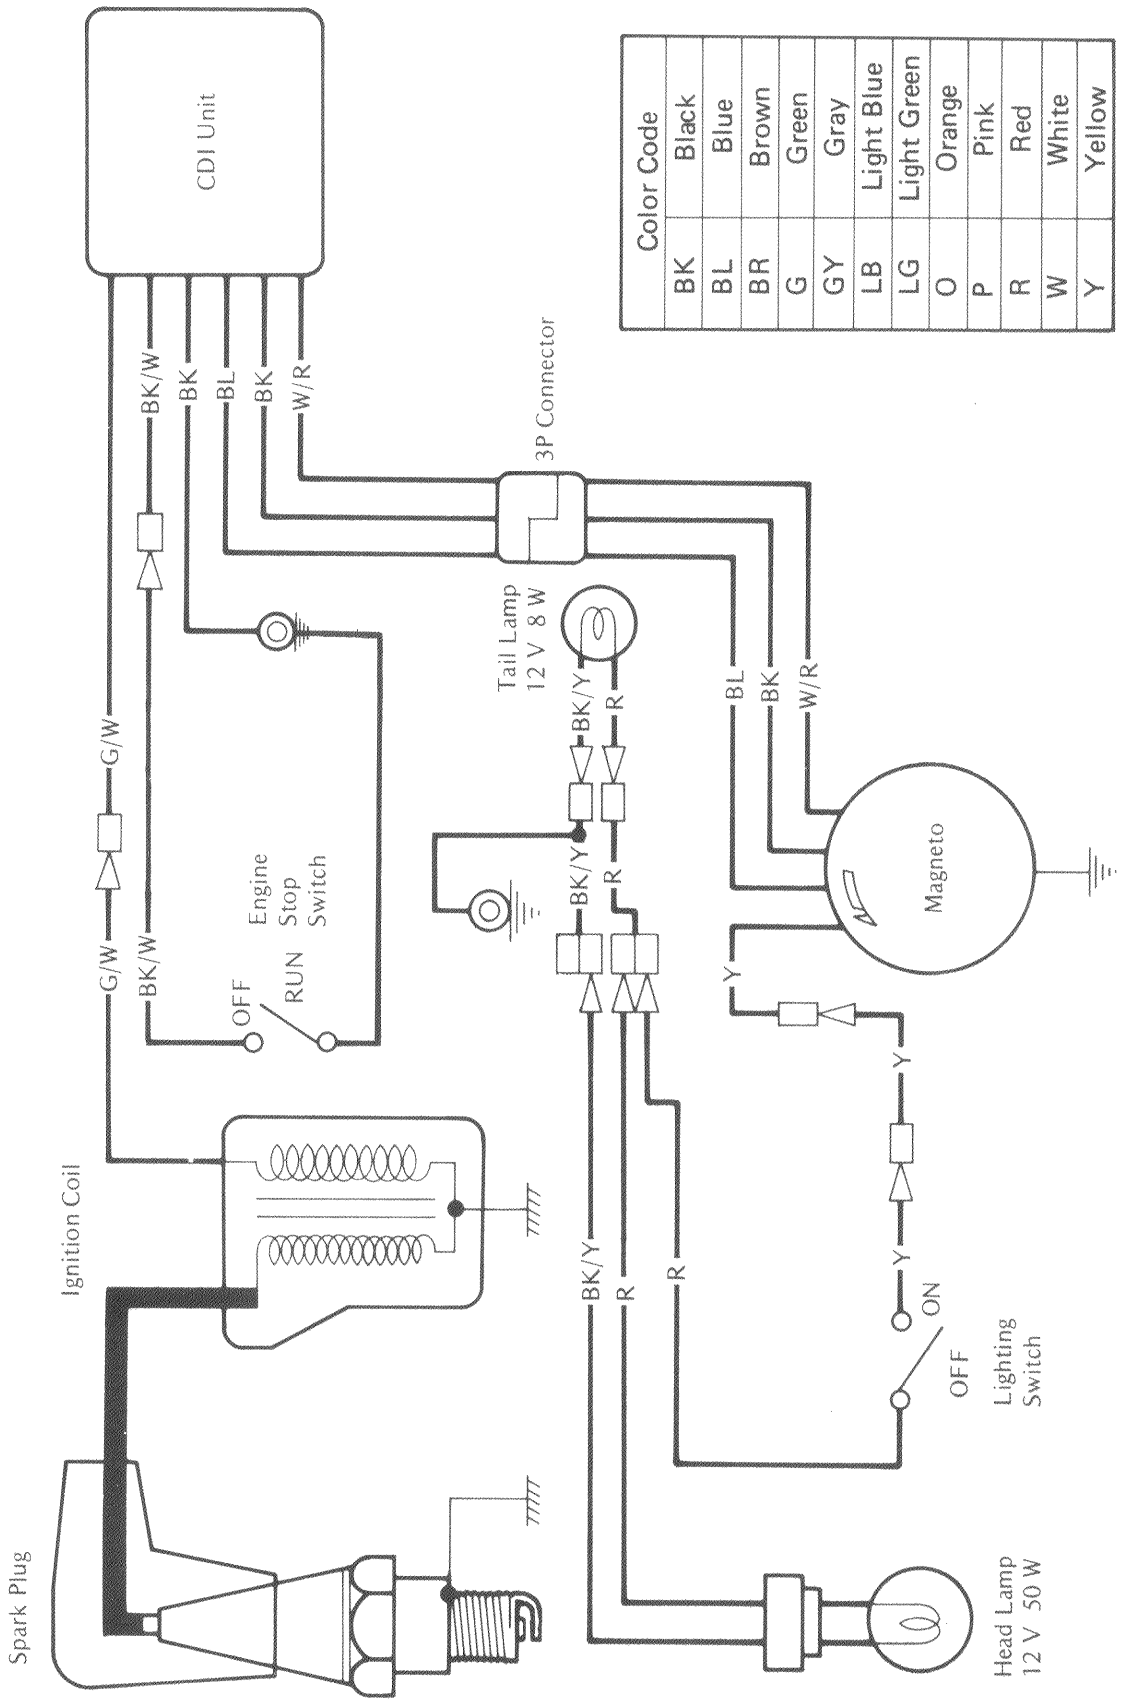 Spark Plug
Ignition Coil
CDI Unit
G/W
G/W
BK/W
BK/W
BK
BL
BK
W/R
OFF
RUN
Engine
Stop
Switch
3P Connector
Tail Lamp
12 V 8 W
BK/Y
R
BK/Y
R
BK/Y
R
R
BL
BK
W/R
Magneto
Y
Y
Y
ON
OFF
Lighting
Switch
Head Lamp
12 V 50 W
Color Code
BK Black
BL Blue
BR Brown
G Green
GY Gray
LB Light Blue
LG Light Green
O Orange
P Pink
R Red
W White
Y Yellow